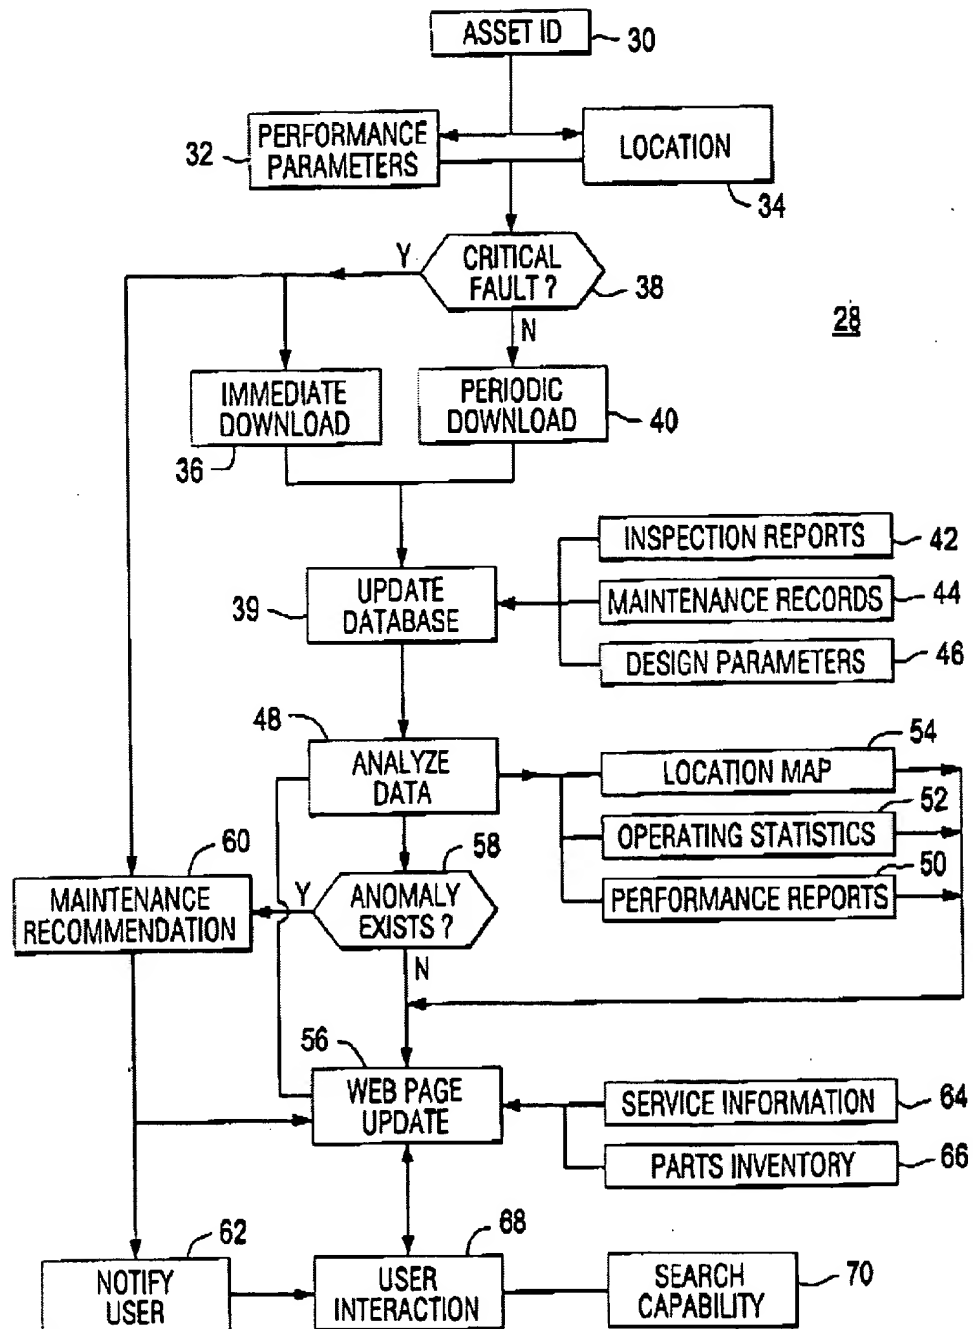 ASSET ID
30
PERFORMANCE
PARAMETERS
32
LOCATION
34
Y
CRITICAL
FAULT ?
38
N
28
IMMEDIATE
DOWNLOAD
36
PERIODIC
DOWNLOAD
40
UPDATE
DATABASE
39
INSPECTION REPORTS
42
MAINTENANCE RECORDS
44
DESIGN PARAMETERS
46
48
ANALYZE
DATA
54
LOCATION MAP
52
OPERATING STATISTICS
50
PERFORMANCE REPORTS
60
MAINTENANCE
RECOMMENDATION
Y
58
ANOMALY
EXISTS ?
N
56
WEB PAGE
UPDATE
SERVICE INFORMATION
64
PARTS INVENTORY
66
62
NOTIFY
USER
68
USER
INTERACTION
SEARCH
CAPABILITY
70